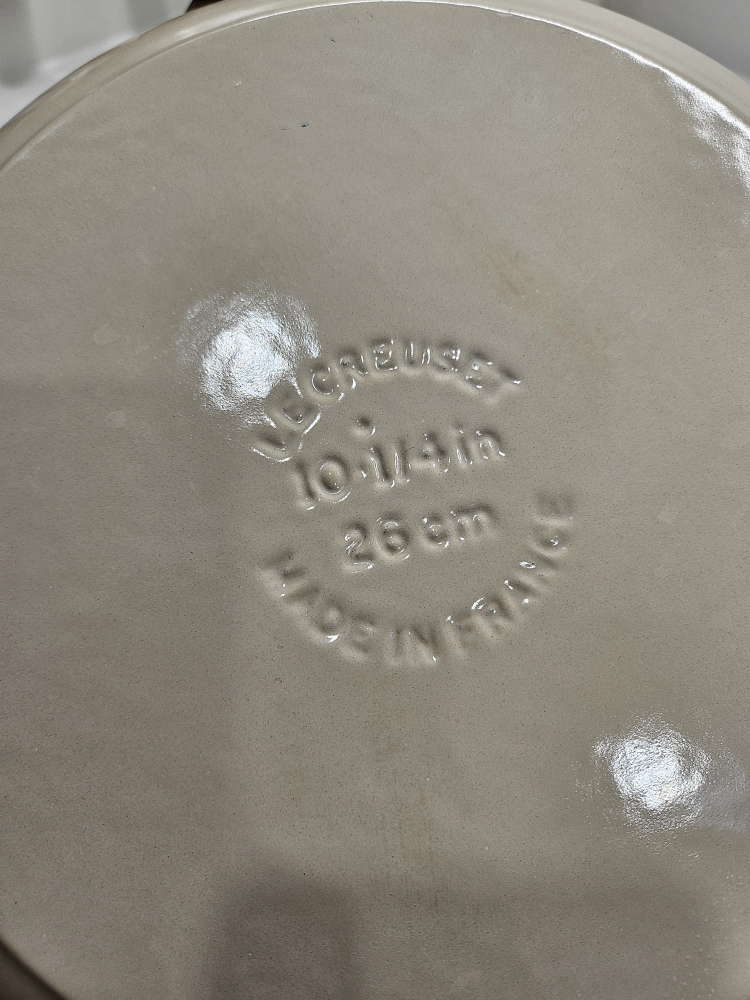 LE CREUSET
10·1/4 in
26 cm
MADE IN FRANCE